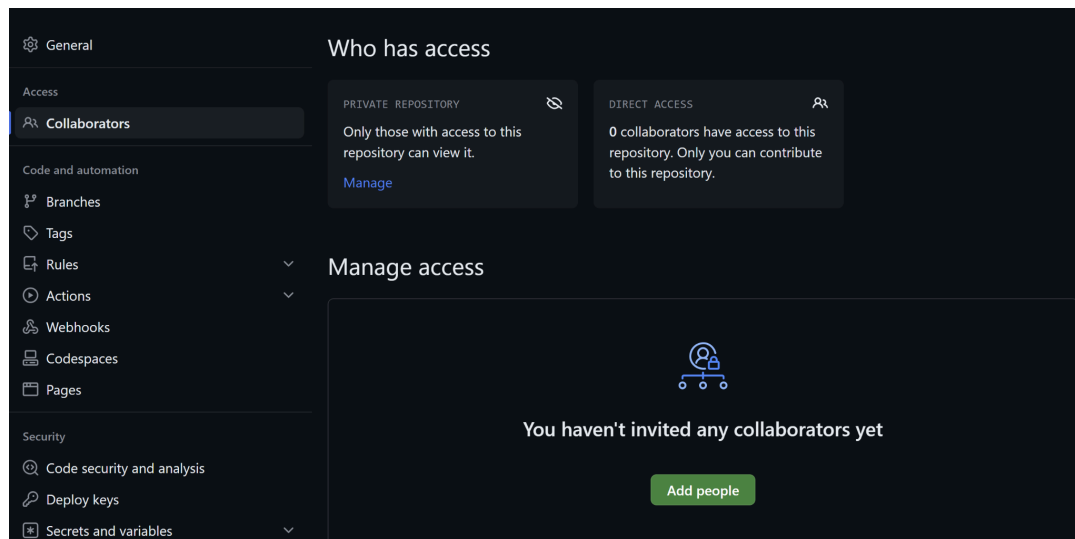 General
Access
Collaborators
Code and automation
Branches
Tags
Rules
Actions
Webhooks
Codespaces
Pages
Security
Code security and analysis
Deploy keys
Secrets and variables
Who has access
PRIVATE REPOSITORY
Only those with access to this
repository can view it.
Manage
DIRECT ACCESS
0 collaborators have access to this
repository. Only you can contribute
to this repository.
Manage access
You haven't invited any collaborators yet
Add people